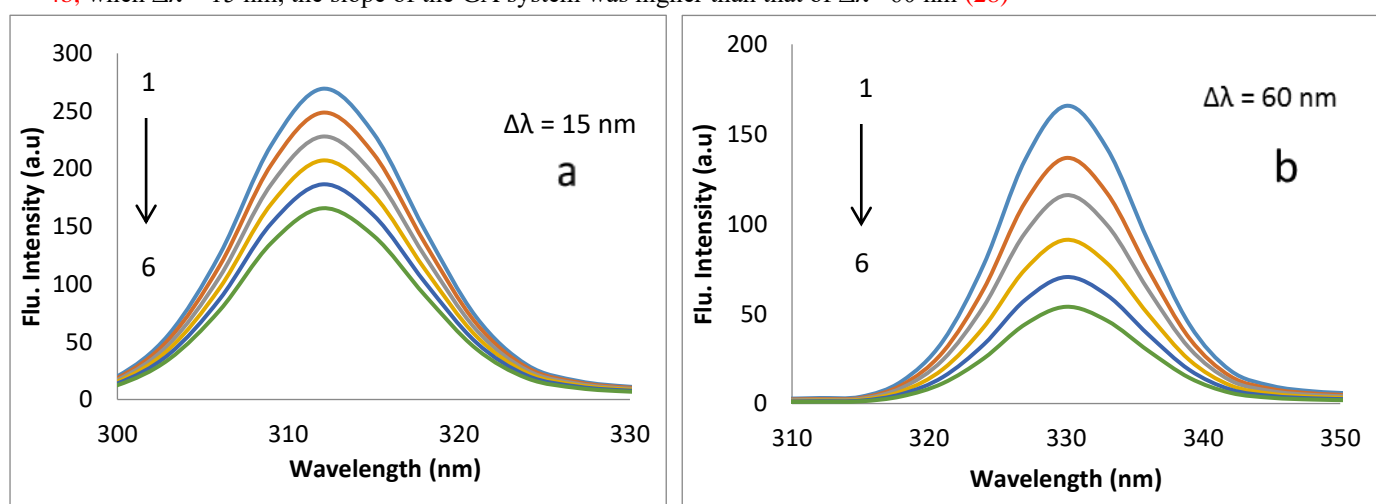 48, when Δλ = 15 nm, the slope of the GA system was higher than that of Δλ=60 nm (28)
300
250
200
150
100
50
0
Flu. Intensity (a.u)
1
6
Δλ = 15 nm
a
300
310
320
330
Wavelength (nm)
200
150
100
50
0
Flu. Intensity (a.u)
1
6
Δλ = 60 nm
b
310
320
330
340
350
Wavelength (nm)